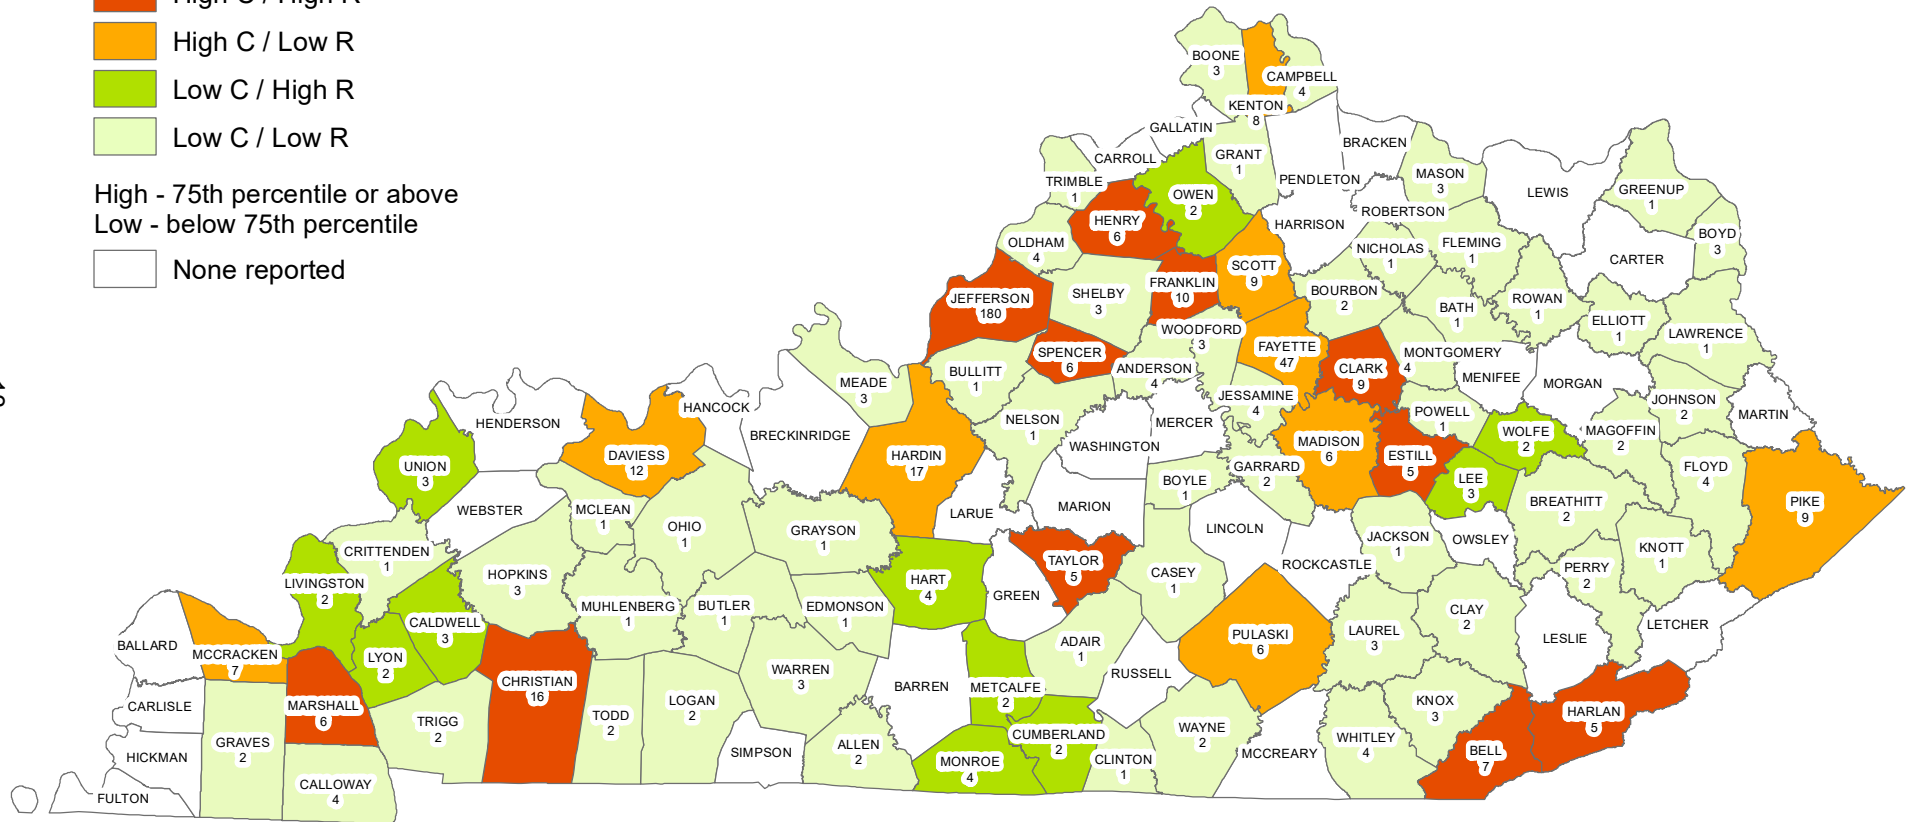 High C / High R
High C / Low R
Low C / High R
Low C / Low R
High - 75th percentile or above
Low - below 75th percentile
None reported
BOONE
3
CAMPBELL
4
KENTON
8
GALLATIN
CARROLL
GRANT
1
PENDLETON
BRACKEN
TRIMBLE
1
OWEN
2
MASON
3
LEWIS
GREENUP
1
HENRY
6
HARRISON
ROBERTSON
BOYD
3
OLDHAM
4
NICHOLAS
1
FLEMING
1
CARTER
SCOTT
9
JEFFERSON
180
SHELBY
3
FRANKLIN
10
BOURBON
2
BATH
1
ROWAN
1
ELLIOTT
1
LAWRENCE
1
WOODFORD
3
FAYETTE
47
SPENCER
6
ANDERSON
4
CLARK
9
MONTGOMERY
4
MENIFEE
MORGAN
MEADE
3
BULLITT
1
JESSAMINE
4
JOHNSON
2
MARTIN
HANCOCK
HENDERSON
BRECKINRIDGE
NELSON
1
WASHINGTON
MERCER
POWELL
1
WOLFE
2
MAGOFFIN
2
DAVIESS
12
HARDIN
17
MADISON
6
ESTILL
5
UNION
3
BOYLE
1
GARRARD
2
LEE
3
FLOYD
4
BREATHITT
2
PIKE
9
WEBSTER
MCLEAN
1
OHIO
1
GRAYSON
1
LARUE
MARION
LINCOLN
JACKSON
1
OWSLEY
KNOTT
1
CRITTENDEN
1
HOPKINS
3
TAYLOR
5
CASEY
1
ROCKCASTLE
PERRY
2
LIVINGSTON
2
HART
4
GREEN
CALDWELL
3
MUHLENBERG
1
BUTLER
1
EDMONSON
1
PULASKI
6
LAUREL
3
CLAY
2
LESLIE
LETCHER
BALLARD
MCCRACKEN
7
LYON
2
WARREN
3
ADAIR
1
RUSSELL
CHRISTIAN
16
BARREN
METCALFE
2
CARLISLE
MARSHALL
6
TRIGG
2
TODD
2
LOGAN
2
KNOX
3
HARLAN
5
GRAVES
2
HICKMAN
SIMPSON
ALLEN
2
CUMBERLAND
2
WAYNE
2
MCCREARY
WHITLEY
4
BELL
7
MONROE
4
CLINTON
1
CALLOWAY
4
FULTON